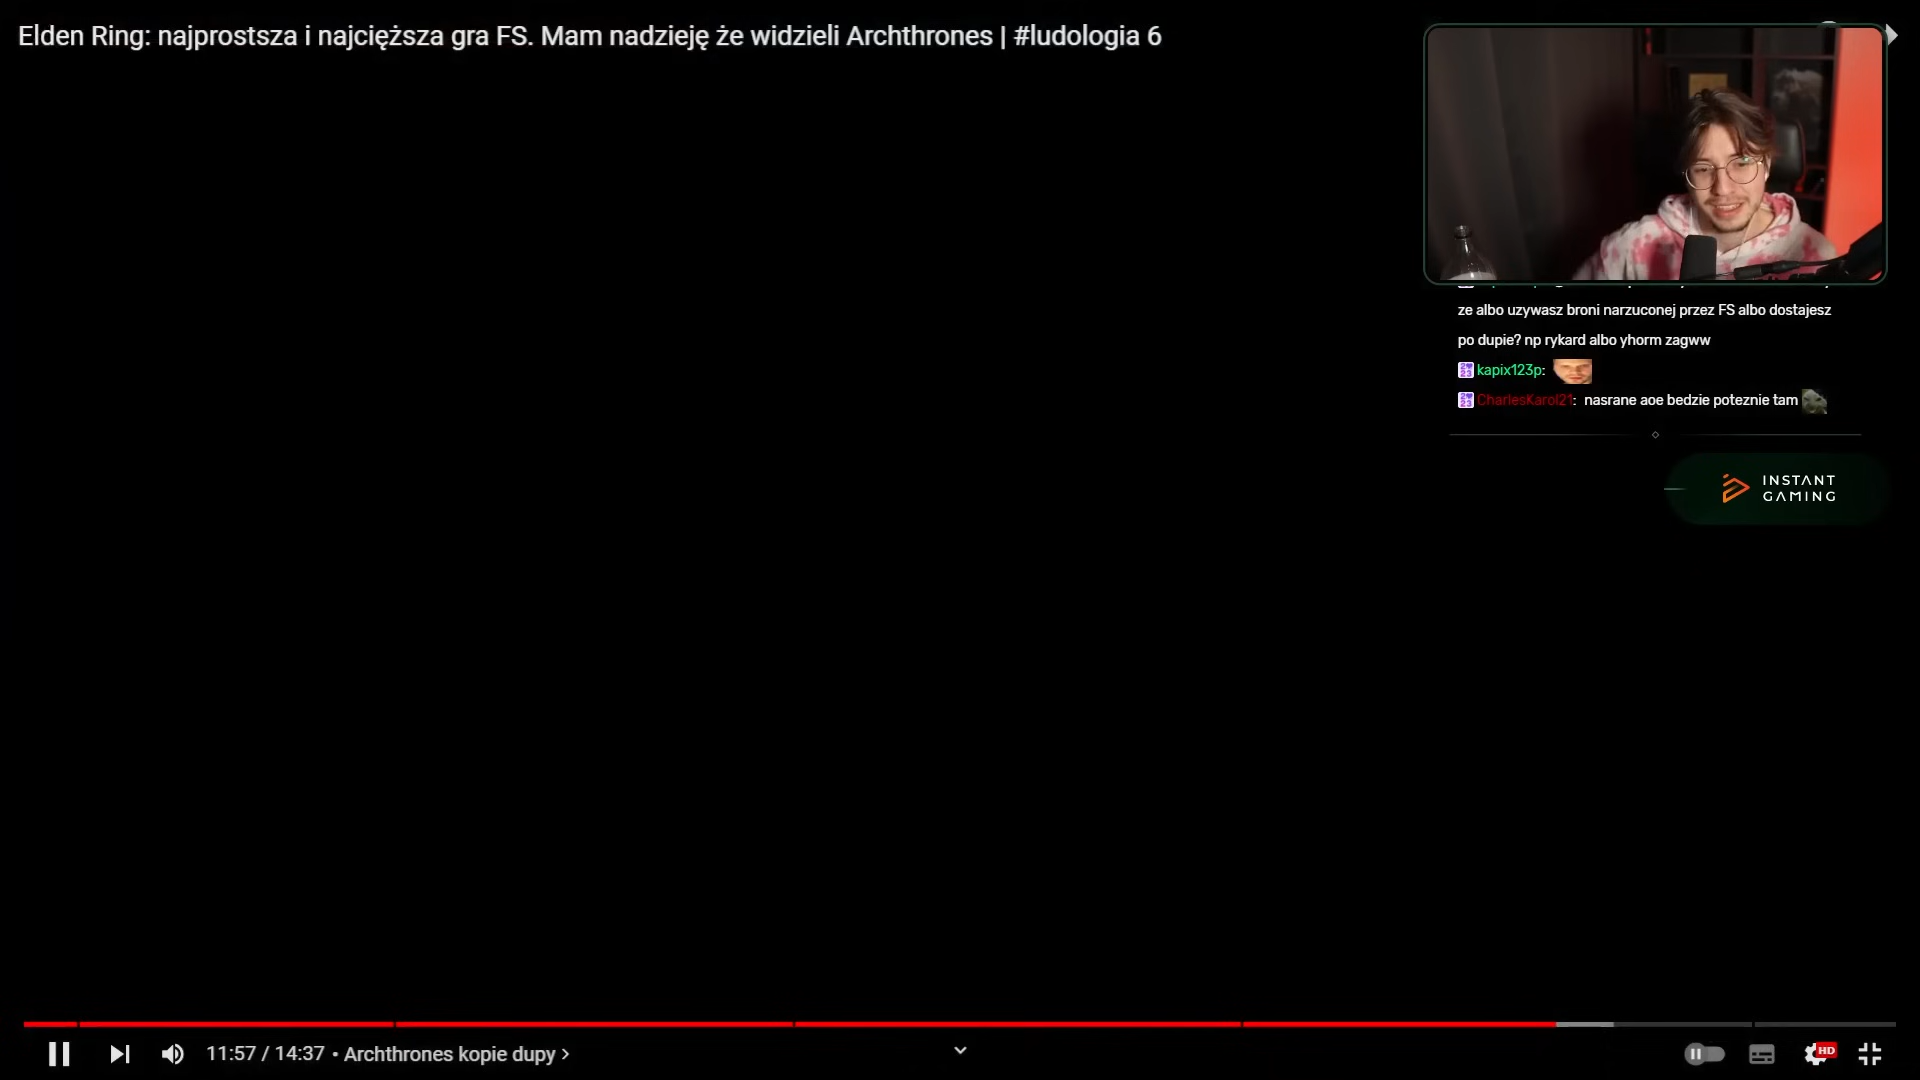 Elden Ring: najprostsza i najcięższa gra FS. Mam nadzieję że widzieli Archthrones | #ludologia 6
ze albo uzywasz broni narzuconej przez FS albo dostajesz
po dupie? np rykard albo yhorm zagww
kapix123p:
CharlesKarol21: nasrane aoe bedzie poteznie tam
INSTANT
GAMING
11:57 / 14:37 • Archthrones kopie dupy ›
HD